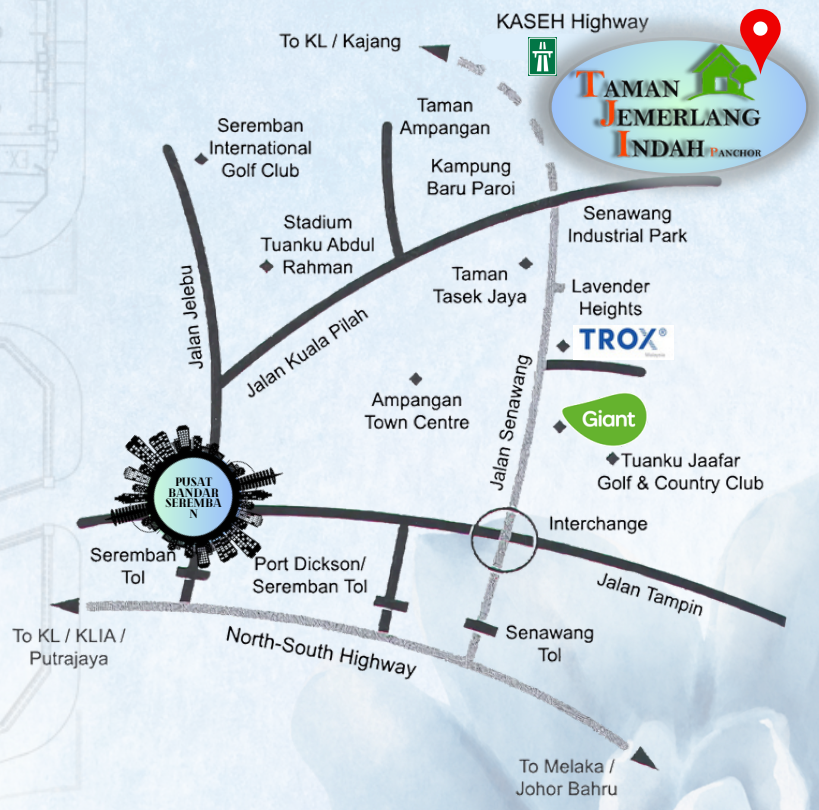 KASEH Highway
To KL / Kajang
TAMAN
JEMERLANG
INDAH PANCHOR
Taman
Ampangan
Seremban
International
Golf Club
Kampung
Baru Paroi
Senawang
Industrial Park
Stadium
Tuanku Abdul
Rahman
Taman
Tasek Jaya
Lavender
Heights
Jalan Jelebu
Jalan Kuala Pilah
TROX®
Malaysia
Ampangan
Town Centre
Jalan Senawang
Giant
Tuanku Jaafar
Golf & Country Club
PUSAT
BANDAR
SEREMBA
N
Interchange
Seremban
Tol
Port Dickson/
Seremban Tol
Jalan Tampin
To KL / KLIA /
Putrajaya
North-South Highway
Senawang
Tol
To Melaka /
Johor Bahru